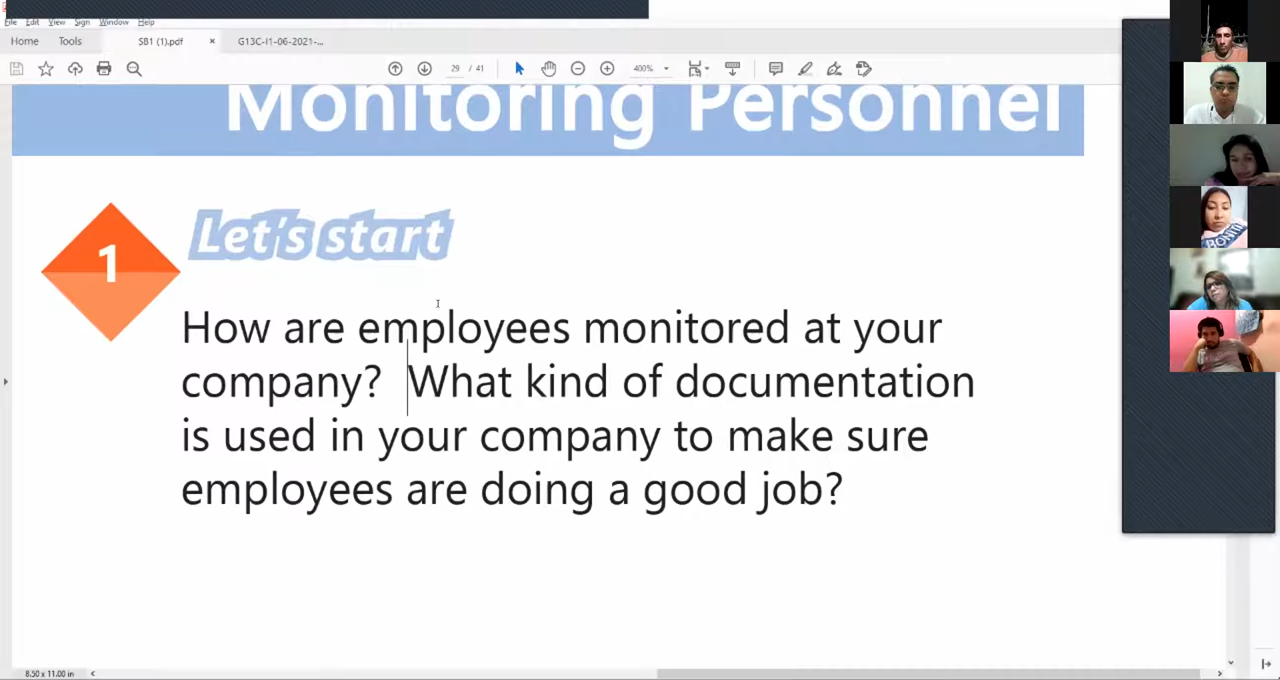 File Edit View Sign Window Help
Home Tools SB1 (1).pdf × G13C-I1-06-2021-...
29 / 41 400%
Monitoring Personnel
1
Let's start
How are employees monitored at your
company? What kind of documentation
is used in your company to make sure
employees are doing a good job?
8.50 x 11.00 in